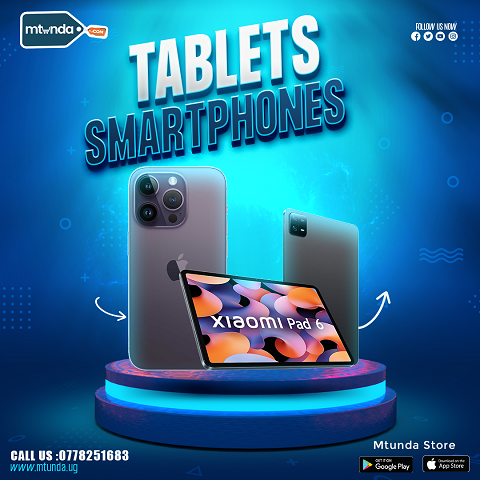 mtunda
.COM
FOLLOW US NOW
TABLETS
SMARTPHONES
XIAOMI Pad 6
CALL US :0778251683
www.mtunda.ug
Mtunda Store
GET IT ON
Google Play
Download on the
App Store